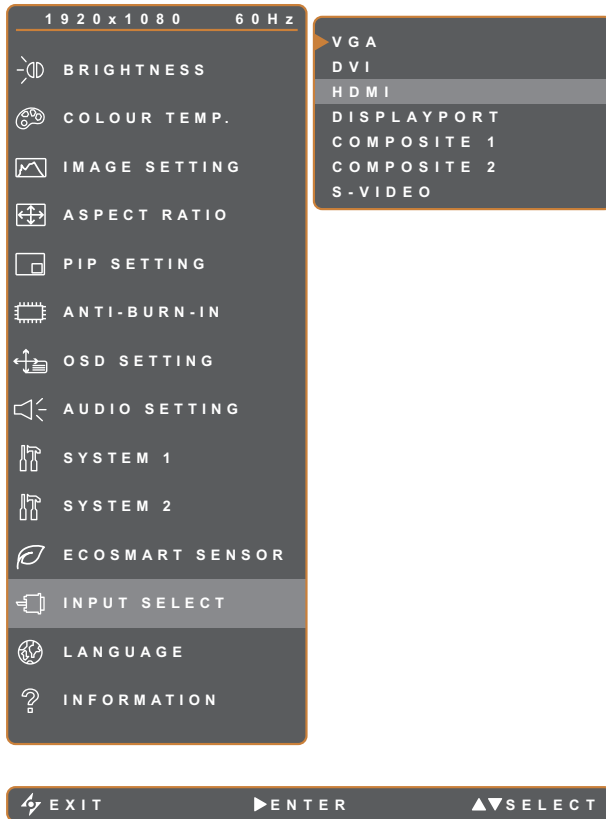 1920x1080 60Hz
BRIGHTNESS
COLOUR TEMP.
IMAGE SETTING
ASPECT RATIO
PIP SETTING
ANTI-BURN-IN
OSD SETTING
AUDIO SETTING
SYSTEM 1
SYSTEM 2
ECOSMART SENSOR
INPUT SELECT
LANGUAGE
INFORMATION
VGA
DVI
HDMI
DISPLAYPORT
COMPOSITE 1
COMPOSITE 2
S-VIDEO
EXIT ENTER SELECT